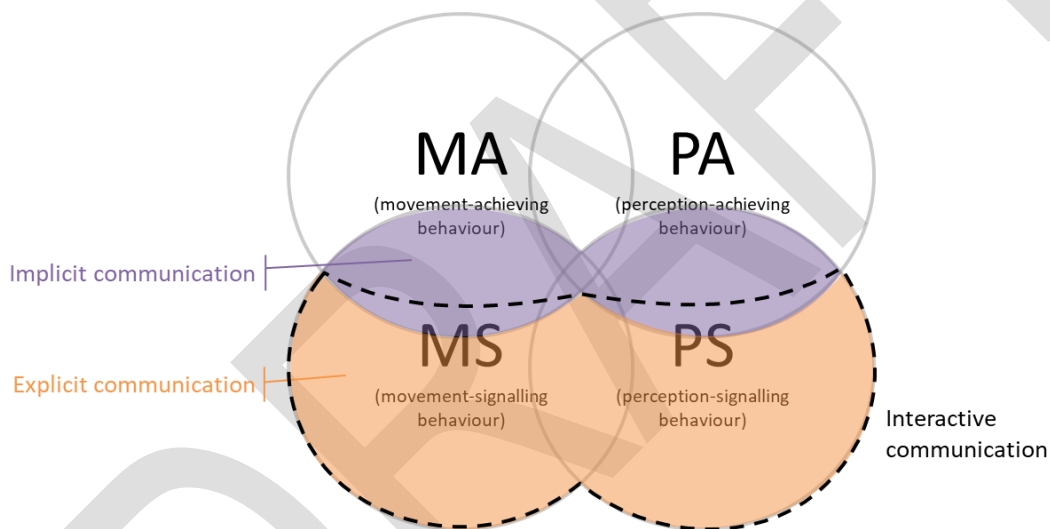 MA
(movement-achieving
behaviour)
PA
(perception-achieving
behaviour)
Implicit communication
MS
(movement-signalling
behaviour)
PS
(perception-signalling
behaviour)
Explicit communication
Interactive
communication